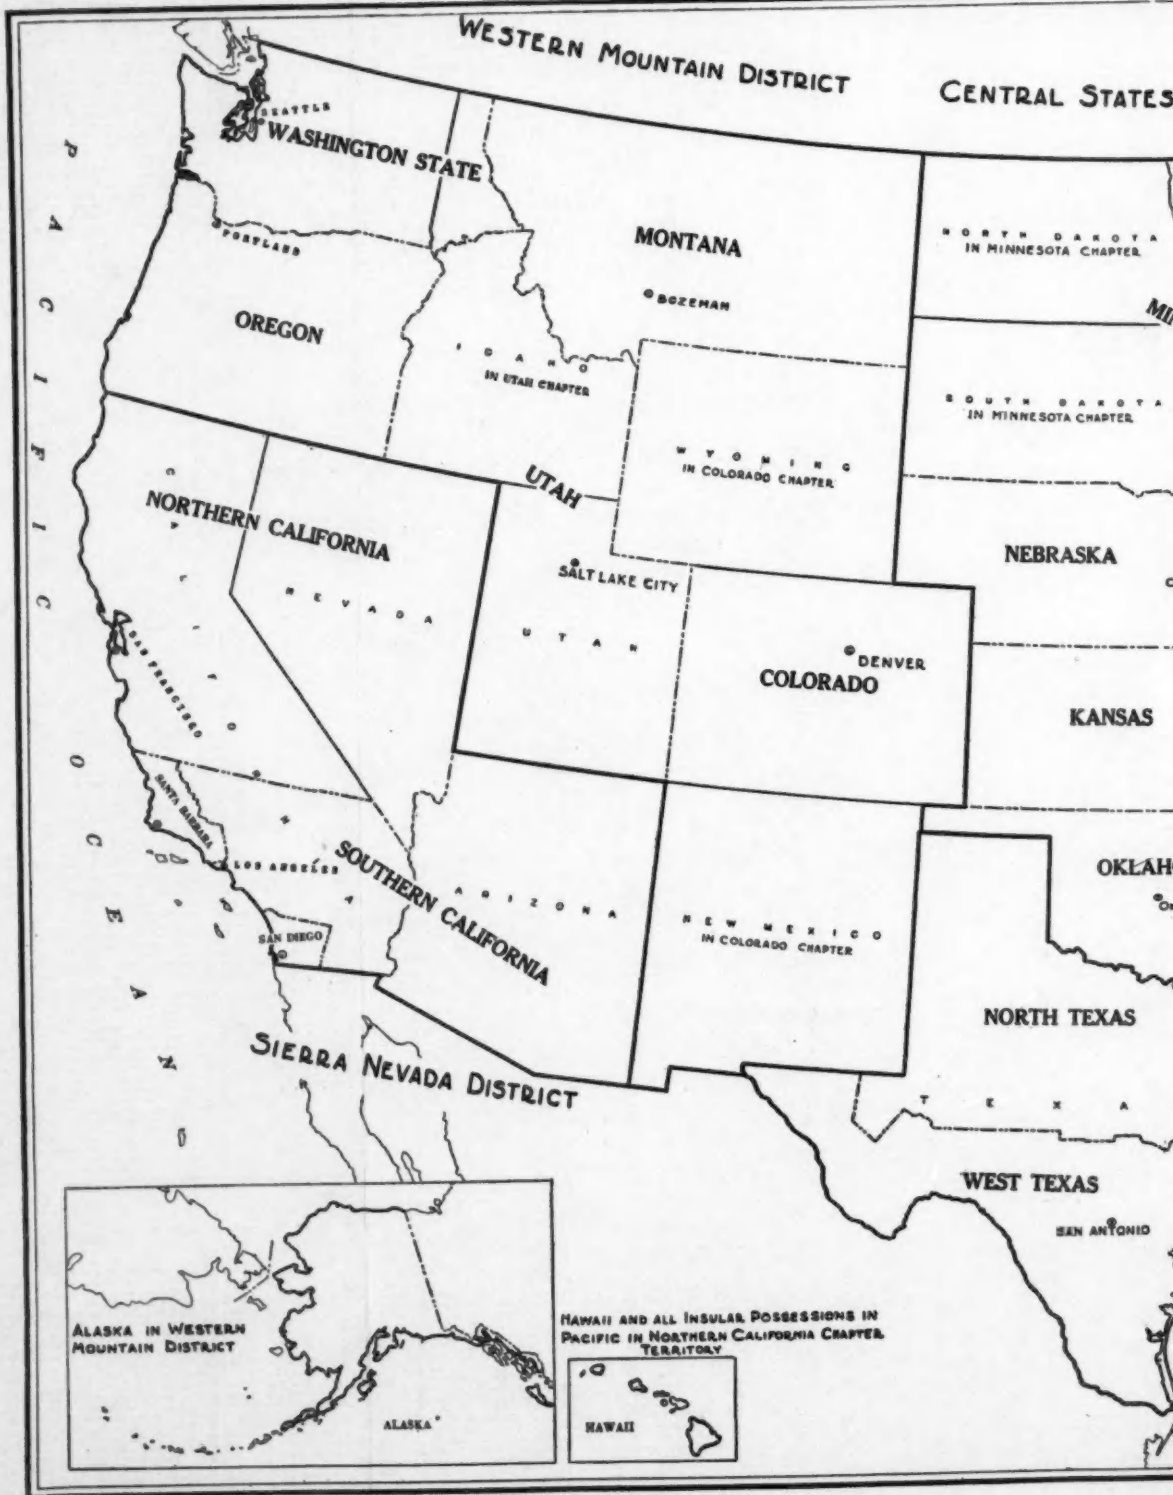 WESTERN MOUNTAIN DISTRICT
CENTRAL STATES
SEATTLE
WASHINGTON STATE
PORTLAND
OREGON
MONTANA
BOZEMAN
NORTH DAKOTA
IN MINNESOTA CHAPTER
IDAHO
IN UTAH CHAPTER
SOUTH DAKOTA
IN MINNESOTA CHAPTER
WYOMING
IN COLORADO CHAPTER
UTAH
NORTHERN CALIFORNIA
NEBRASKA
SALT LAKE CITY
NEVADA
UTAH
DENVER
COLORADO
KANSAS
SAN FRANCISCO
CALIFORNIA
PACIFIC OCEAN
SANTA BARBARA
LOS ANGELES
SOUTHERN CALIFORNIA
ARIZONA
NEW MEXICO
IN COLORADO CHAPTER
OKLAHO
SAN DIEGO
NORTH TEXAS
SIERRA NEVADA DISTRICT
TEXA
WEST TEXAS
SAN ANTONIO
ALASKA IN WESTERN
MOUNTAIN DISTRICT
ALASKA
HAWAII AND ALL INSULAR POSSESSIONS IN
PACIFIC IN NORTHERN CALIFORNIA CHAPTER
TERRITORY
HAWAII